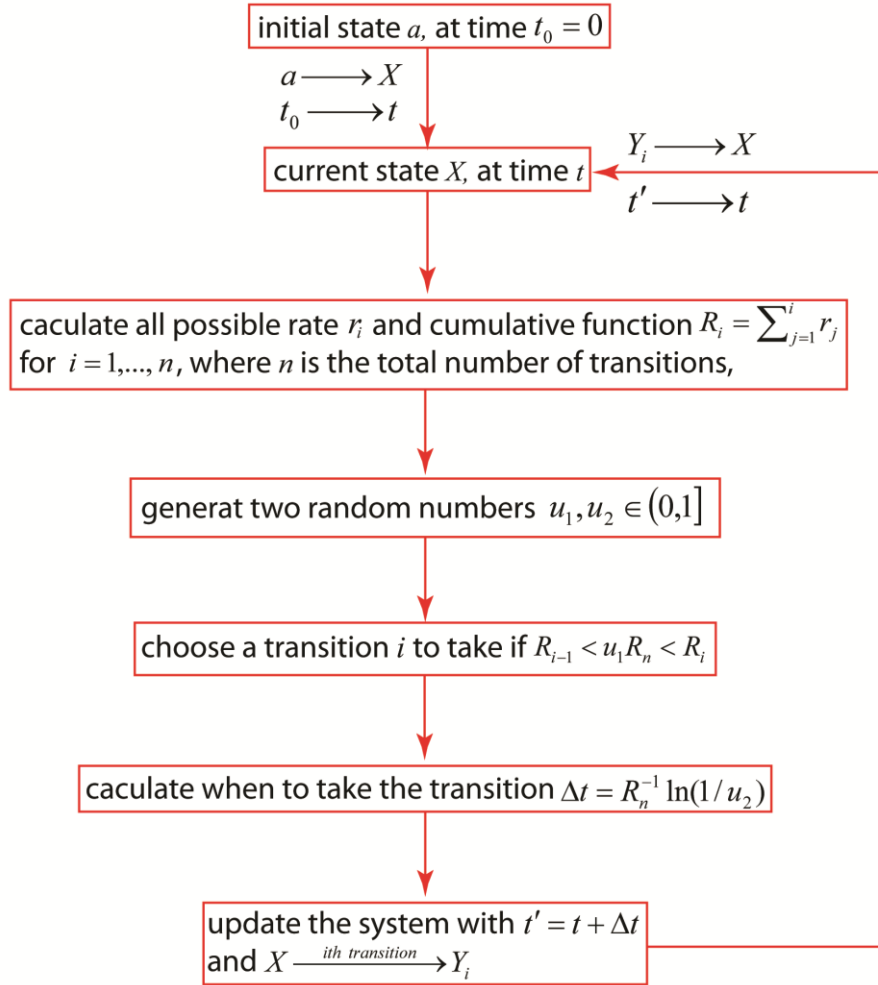 initial state a, at time t₀ = 0
a ⟶ X
t₀ ⟶ t
Yᵢ ⟶ X
current state X, at time t
t′ ⟶ t
caculate all possible rate rᵢ and cumulative function Rᵢ = ∑ⁱⱼ₌₁ rⱼ
for i = 1,..., n, where n is the total number of transitions,
generat two random numbers u₁, u₂ ∈ (0,1]
choose a transition i to take if Rᵢ₋₁ < u₁Rₙ < Rᵢ
caculate when to take the transition Δt = Rₙ⁻¹ ln(1/ u₂)
update the system with t′ = t + Δt
and X ⟶ Yᵢ
ith transition